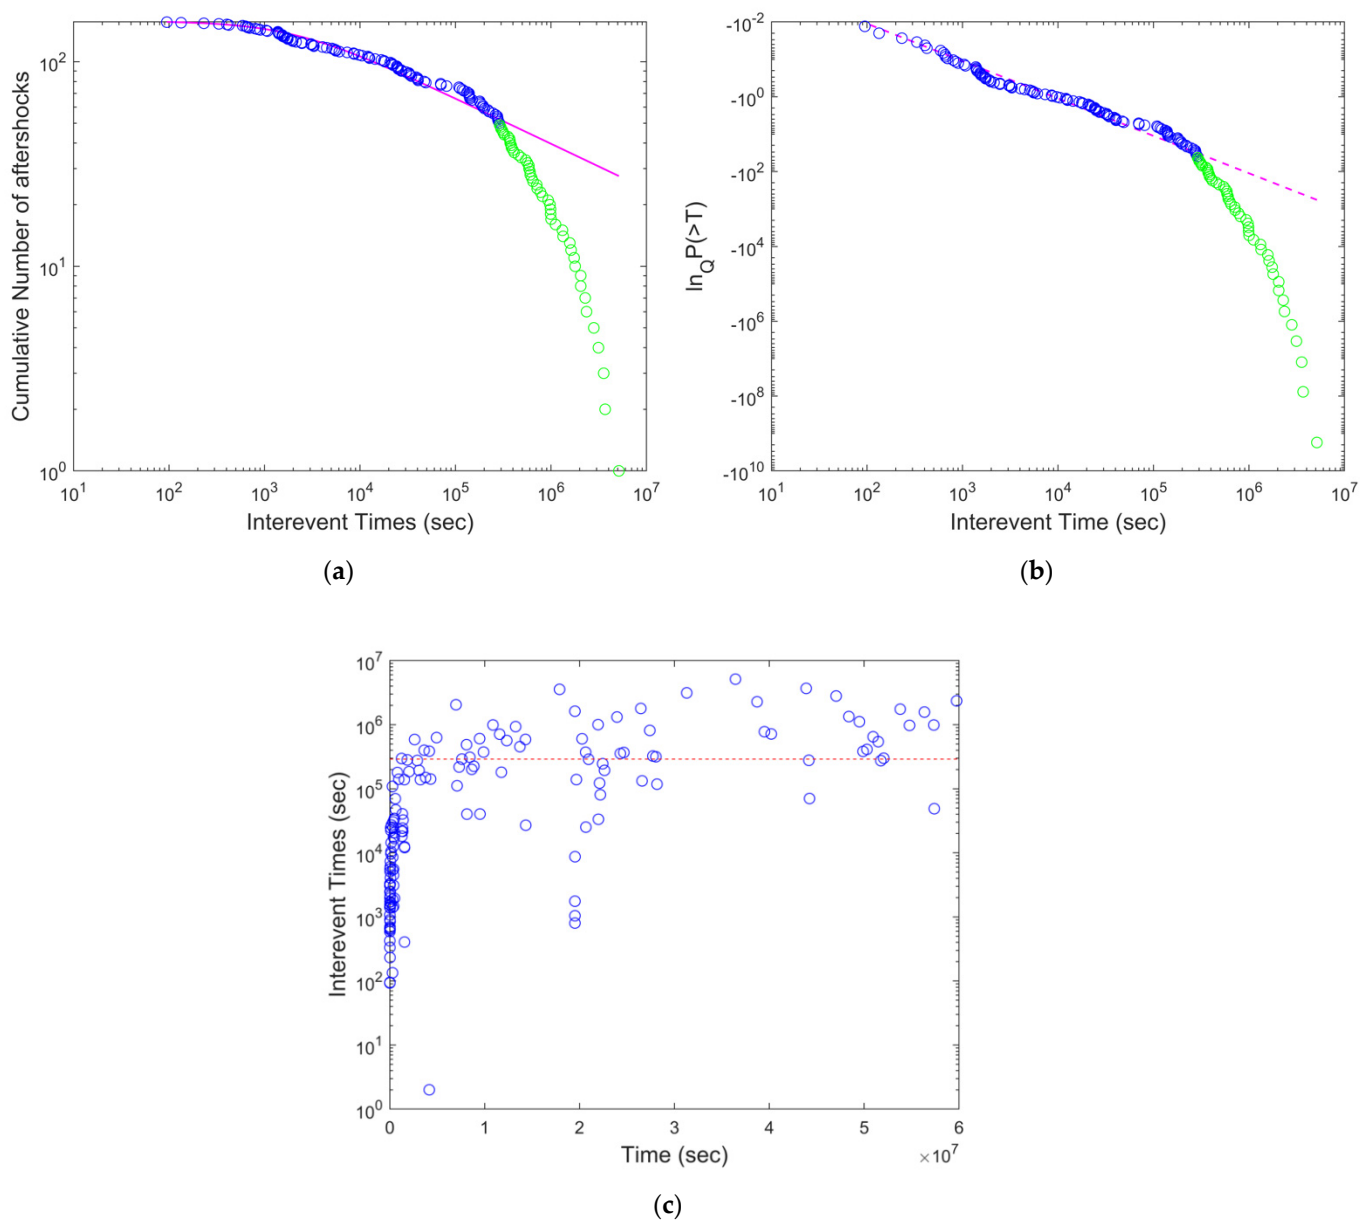 10^2
10^1
10^0
Cumulative Number of aftershocks
10^1 10^2 10^3 10^4 10^5 10^6 10^7
Interevent Times (sec)
(a)
-10^-2
-10^0
-10^2
-10^4
-10^6
-10^8
-10^10
ln_Q P(>T)
10^1 10^2 10^3 10^4 10^5 10^6 10^7
Interevent Time (sec)
(b)
10^7
10^6
10^5
10^4
10^3
10^2
10^1
10^0
Interevent Times (sec)
0 1 2 3 4 5 6
Time (sec) ×10^7
(c)